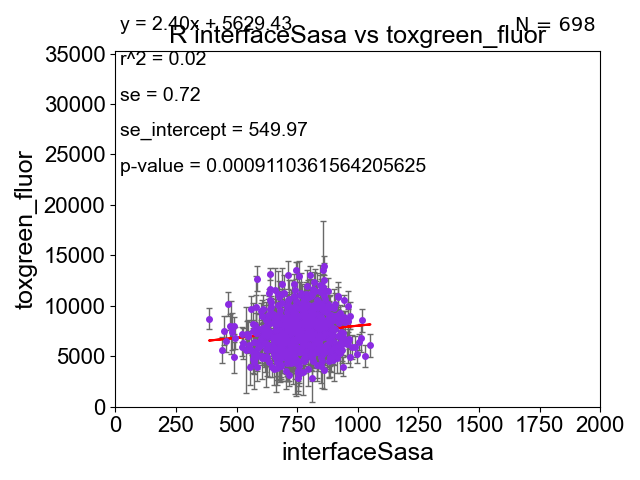 y = 2.40x + 5629.43
N = 698
R interfaceSasa vs toxgreen_fluor
r^2 = 0.02
se = 0.72
se_intercept = 549.97
p-value = 0.0009110361564205625
toxgreen_fluor
35000
30000
25000
20000
15000
10000
5000
0
0 250 500 750 1000 1250 1500 1750 2000
interfaceSasa